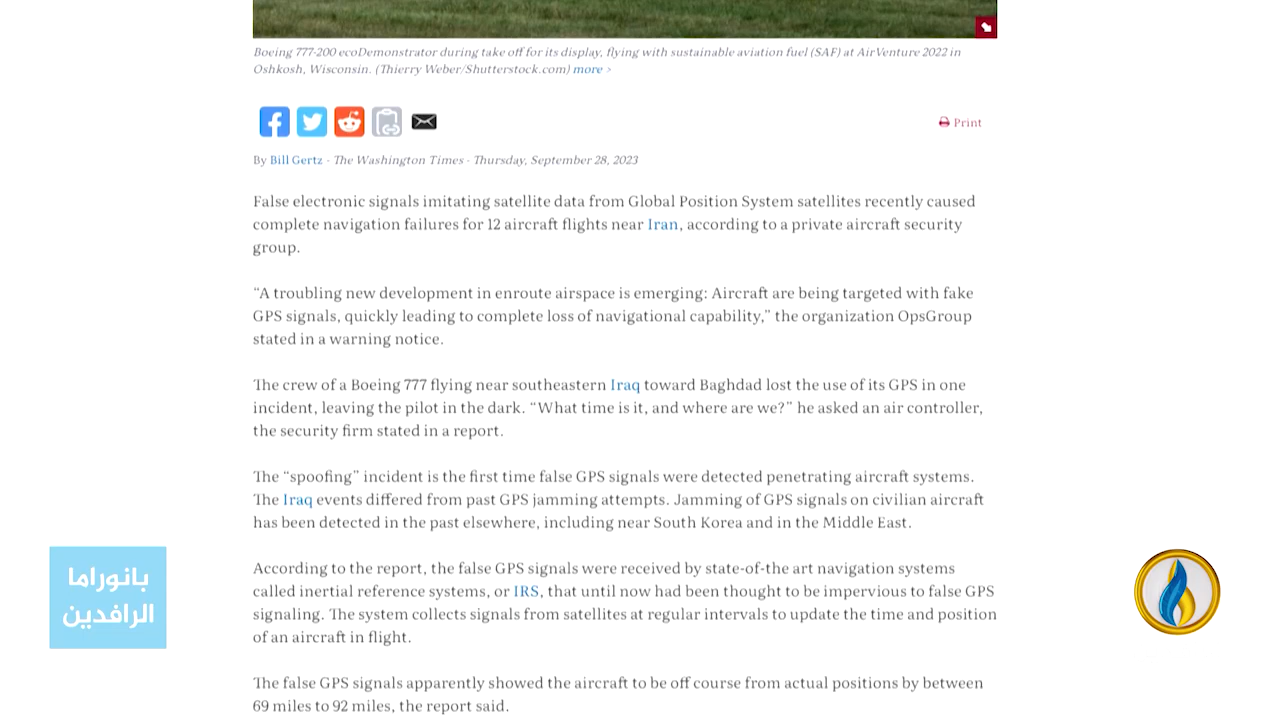 Boeing 777-200 ecoDemonstrator during take off for its display, flying with sustainable aviation fuel (SAF) at AirVenture 2022 in
Oshkosh, Wisconsin. (Thierry Weber/Shutterstock.com) more >
Print
By Bill Gertz - The Washington Times - Thursday, September 28, 2023
False electronic signals imitating satellite data from Global Position System satellites recently caused
complete navigation failures for 12 aircraft flights near Iran, according to a private aircraft security
group.
“A troubling new development in enroute airspace is emerging: Aircraft are being targeted with fake
GPS signals, quickly leading to complete loss of navigational capability,” the organization OpsGroup
stated in a warning notice.
The crew of a Boeing 777 flying near southeastern Iraq toward Baghdad lost the use of its GPS in one
incident, leaving the pilot in the dark. “What time is it, and where are we?” he asked an air controller,
the security firm stated in a report.
The “spoofing” incident is the first time false GPS signals were detected penetrating aircraft systems.
The Iraq events differed from past GPS jamming attempts. Jamming of GPS signals on civilian aircraft
has been detected in the past elsewhere, including near South Korea and in the Middle East.
According to the report, the false GPS signals were received by state-of-the art navigation systems
called inertial reference systems, or IRS, that until now had been thought to be impervious to false GPS
signaling. The system collects signals from satellites at regular intervals to update the time and position
of an aircraft in flight.
The false GPS signals apparently showed the aircraft to be off course from actual positions by between
69 miles to 92 miles, the report said.
بانوراما
الرافدين